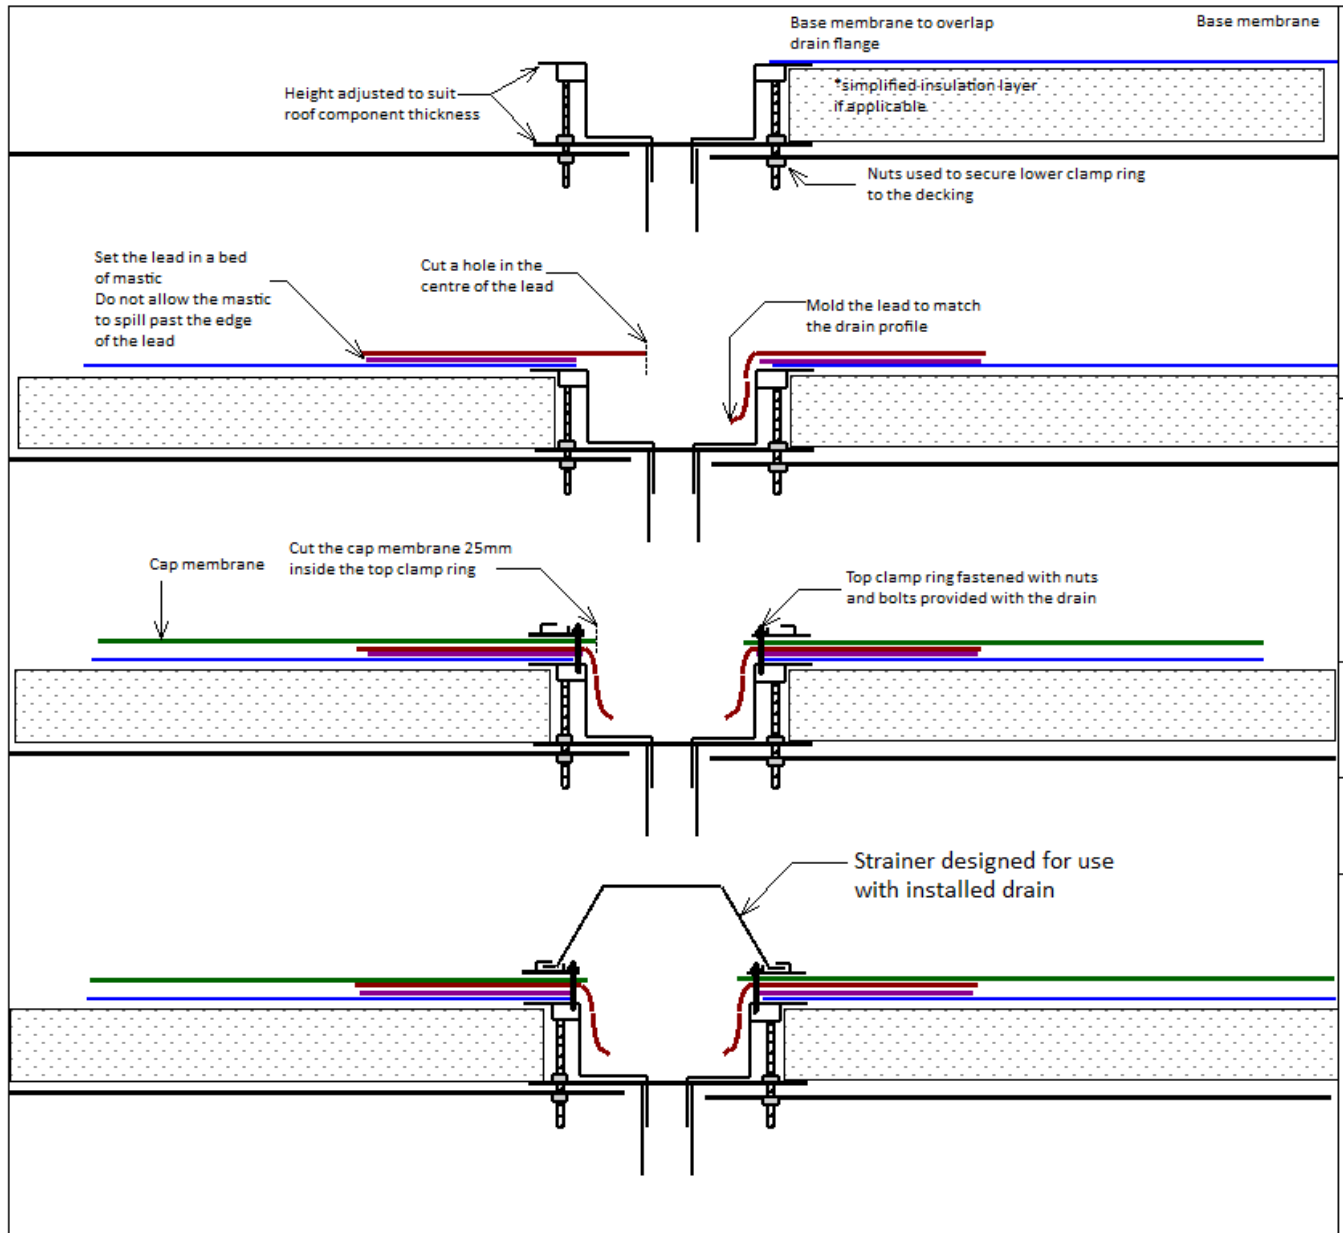 Base membrane to overlap
drain flange
Base membrane
*simplified insulation layer
if applicable.
Height adjusted to suit
roof component thickness
Nuts used to secure lower clamp ring
to the decking
Set the lead in a bed
of mastic
Do not allow the mastic
to spill past the edge
of the lead
Cut a hole in the
centre of the lead
Mold the lead to match
the drain profile
Cap membrane
Cut the cap membrane 25mm
inside the top clamp ring
Top clamp ring fastened with nuts
and bolts provided with the drain
Strainer designed for use
with installed drain